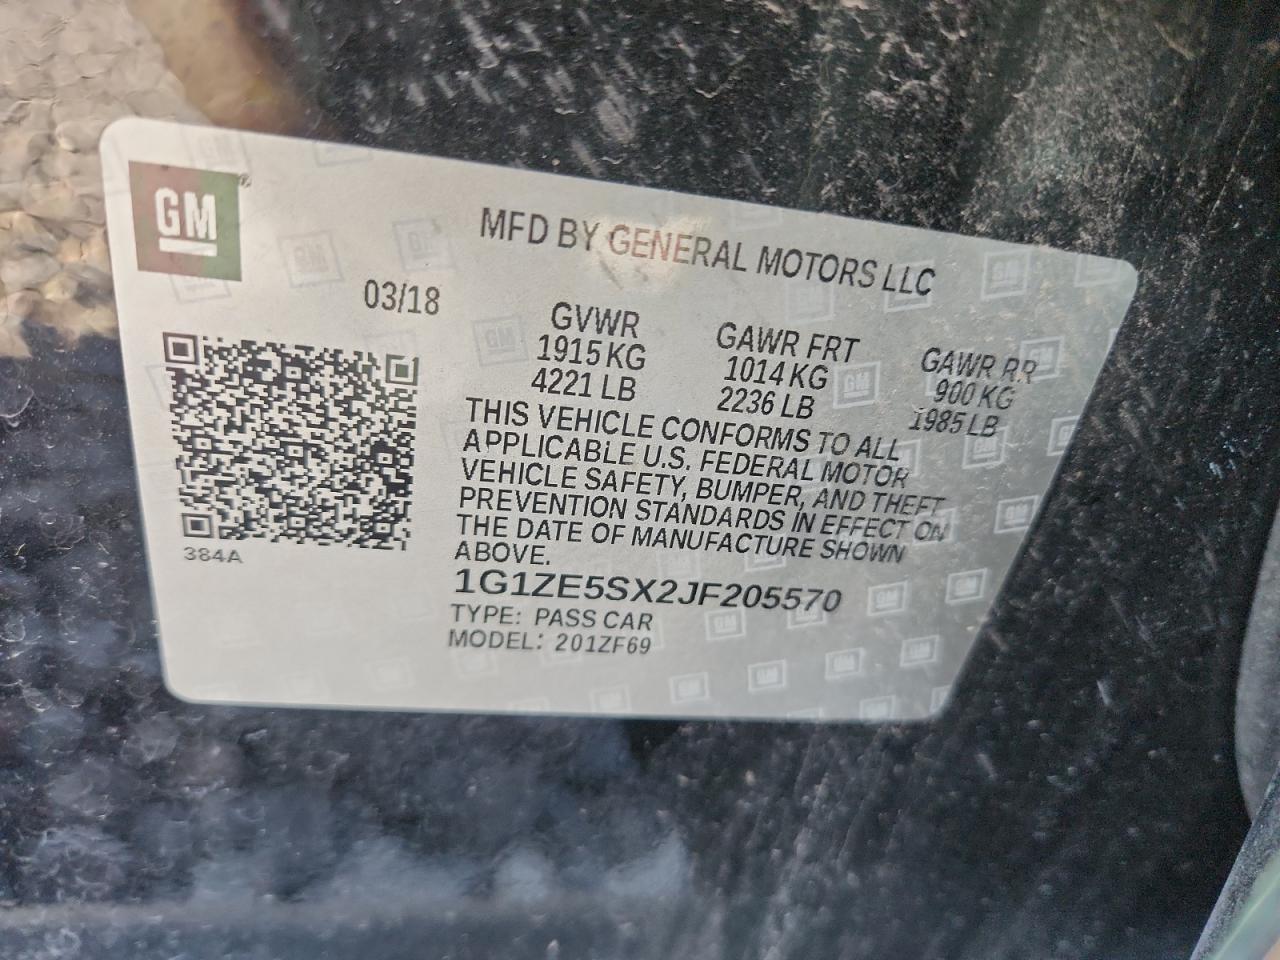 GM
MFD BY GENERAL MOTORS LLC
03/18
GVWR GAWR FRT GAWR RR
1915 KG 1014 KG 900 KG
4221 LB 2236 LB 1985 LB
THIS VEHICLE CONFORMS TO ALL
APPLICABLE U.S. FEDERAL MOTOR
VEHICLE SAFETY, BUMPER, AND THEFT
PREVENTION STANDARDS IN EFFECT ON
THE DATE OF MANUFACTURE SHOWN
ABOVE.
384A
1G1ZE5SX2JF205570
TYPE: PASS CAR
MODEL: 201ZF69